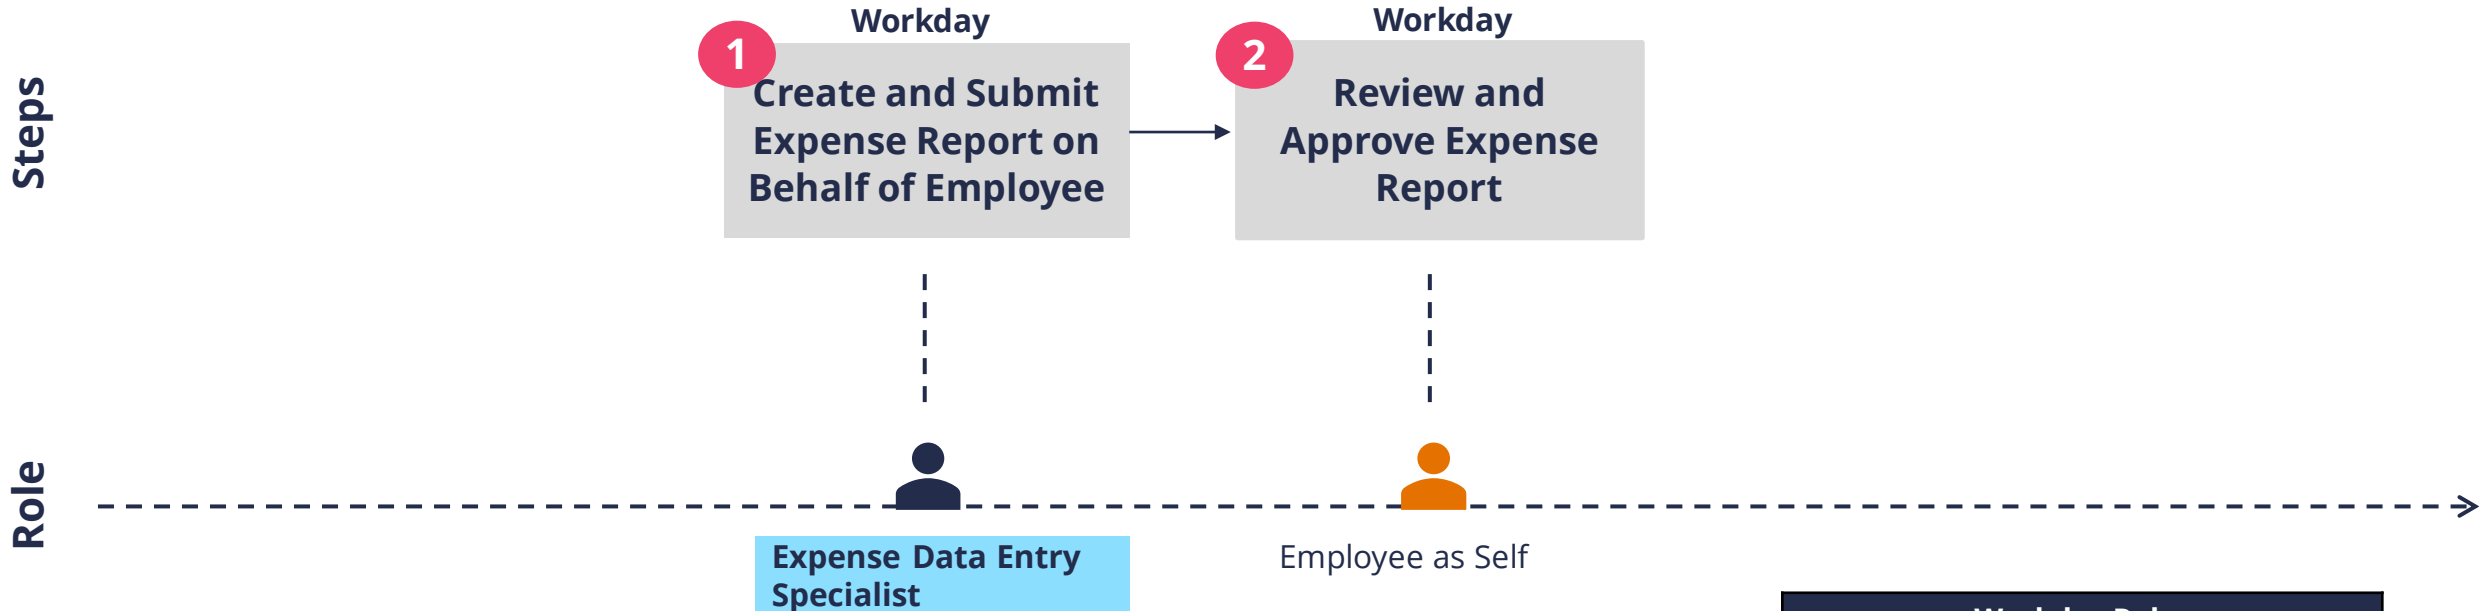 Steps
Workday
1
Create and Submit
Expense Report on
Behalf of Employee
Workday
2
Review and
Approve Expense
Report
Role
Expense Data Entry
Specialist
Employee as Self